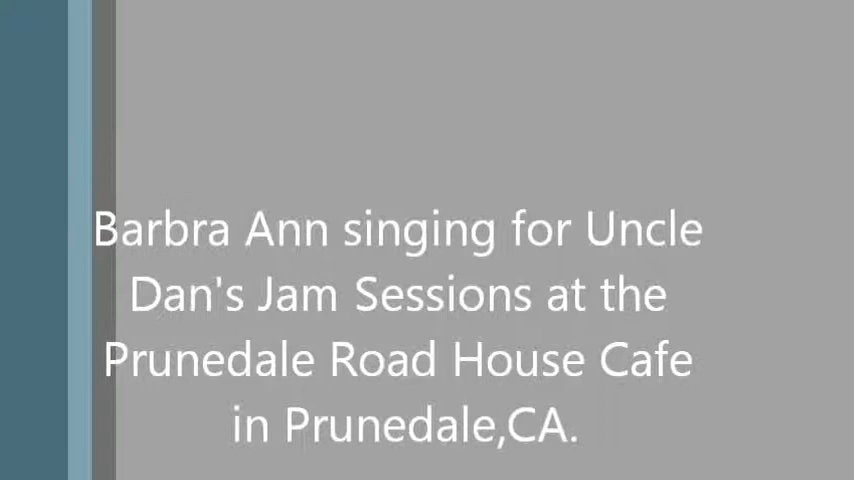 Barbra Ann singing for Uncle
Dan's Jam Sessions at the
Prunedale Road House Cafe
in Prunedale,CA.